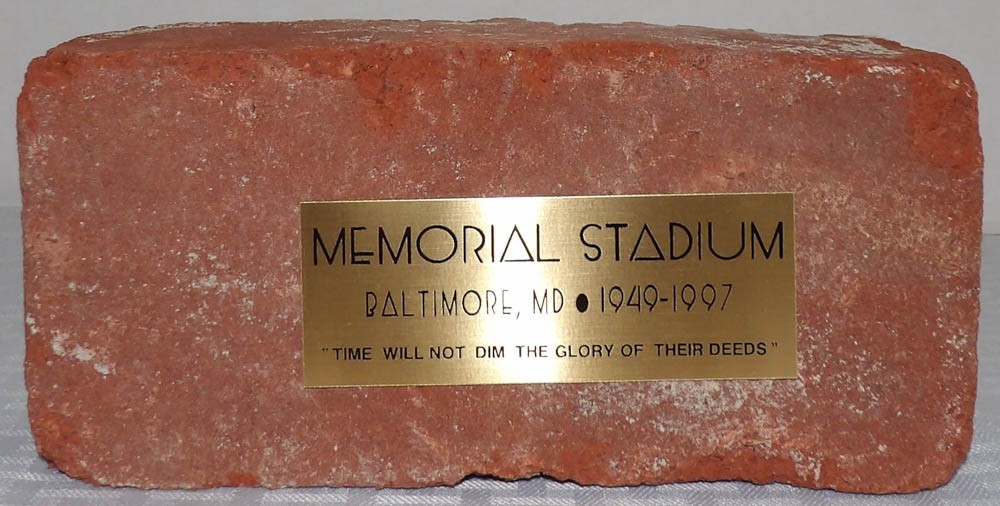 MEMORIAL STADIUM
BALTIMORE, MD ● 1949-1997
"TIME WILL NOT DIM THE GLORY OF THEIR DEEDS"